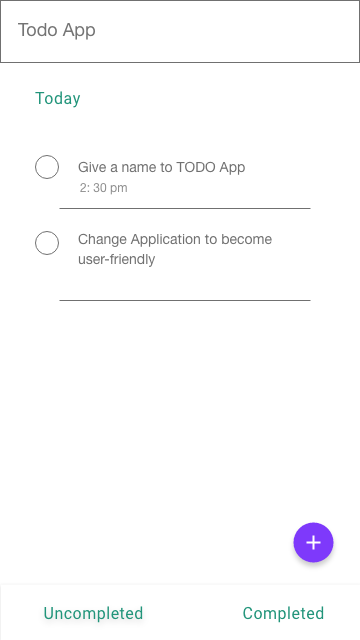 Todo App
Today
Give a name to TODO App
2: 30 pm
Change Application to become
user-friendly
Uncompleted
Completed